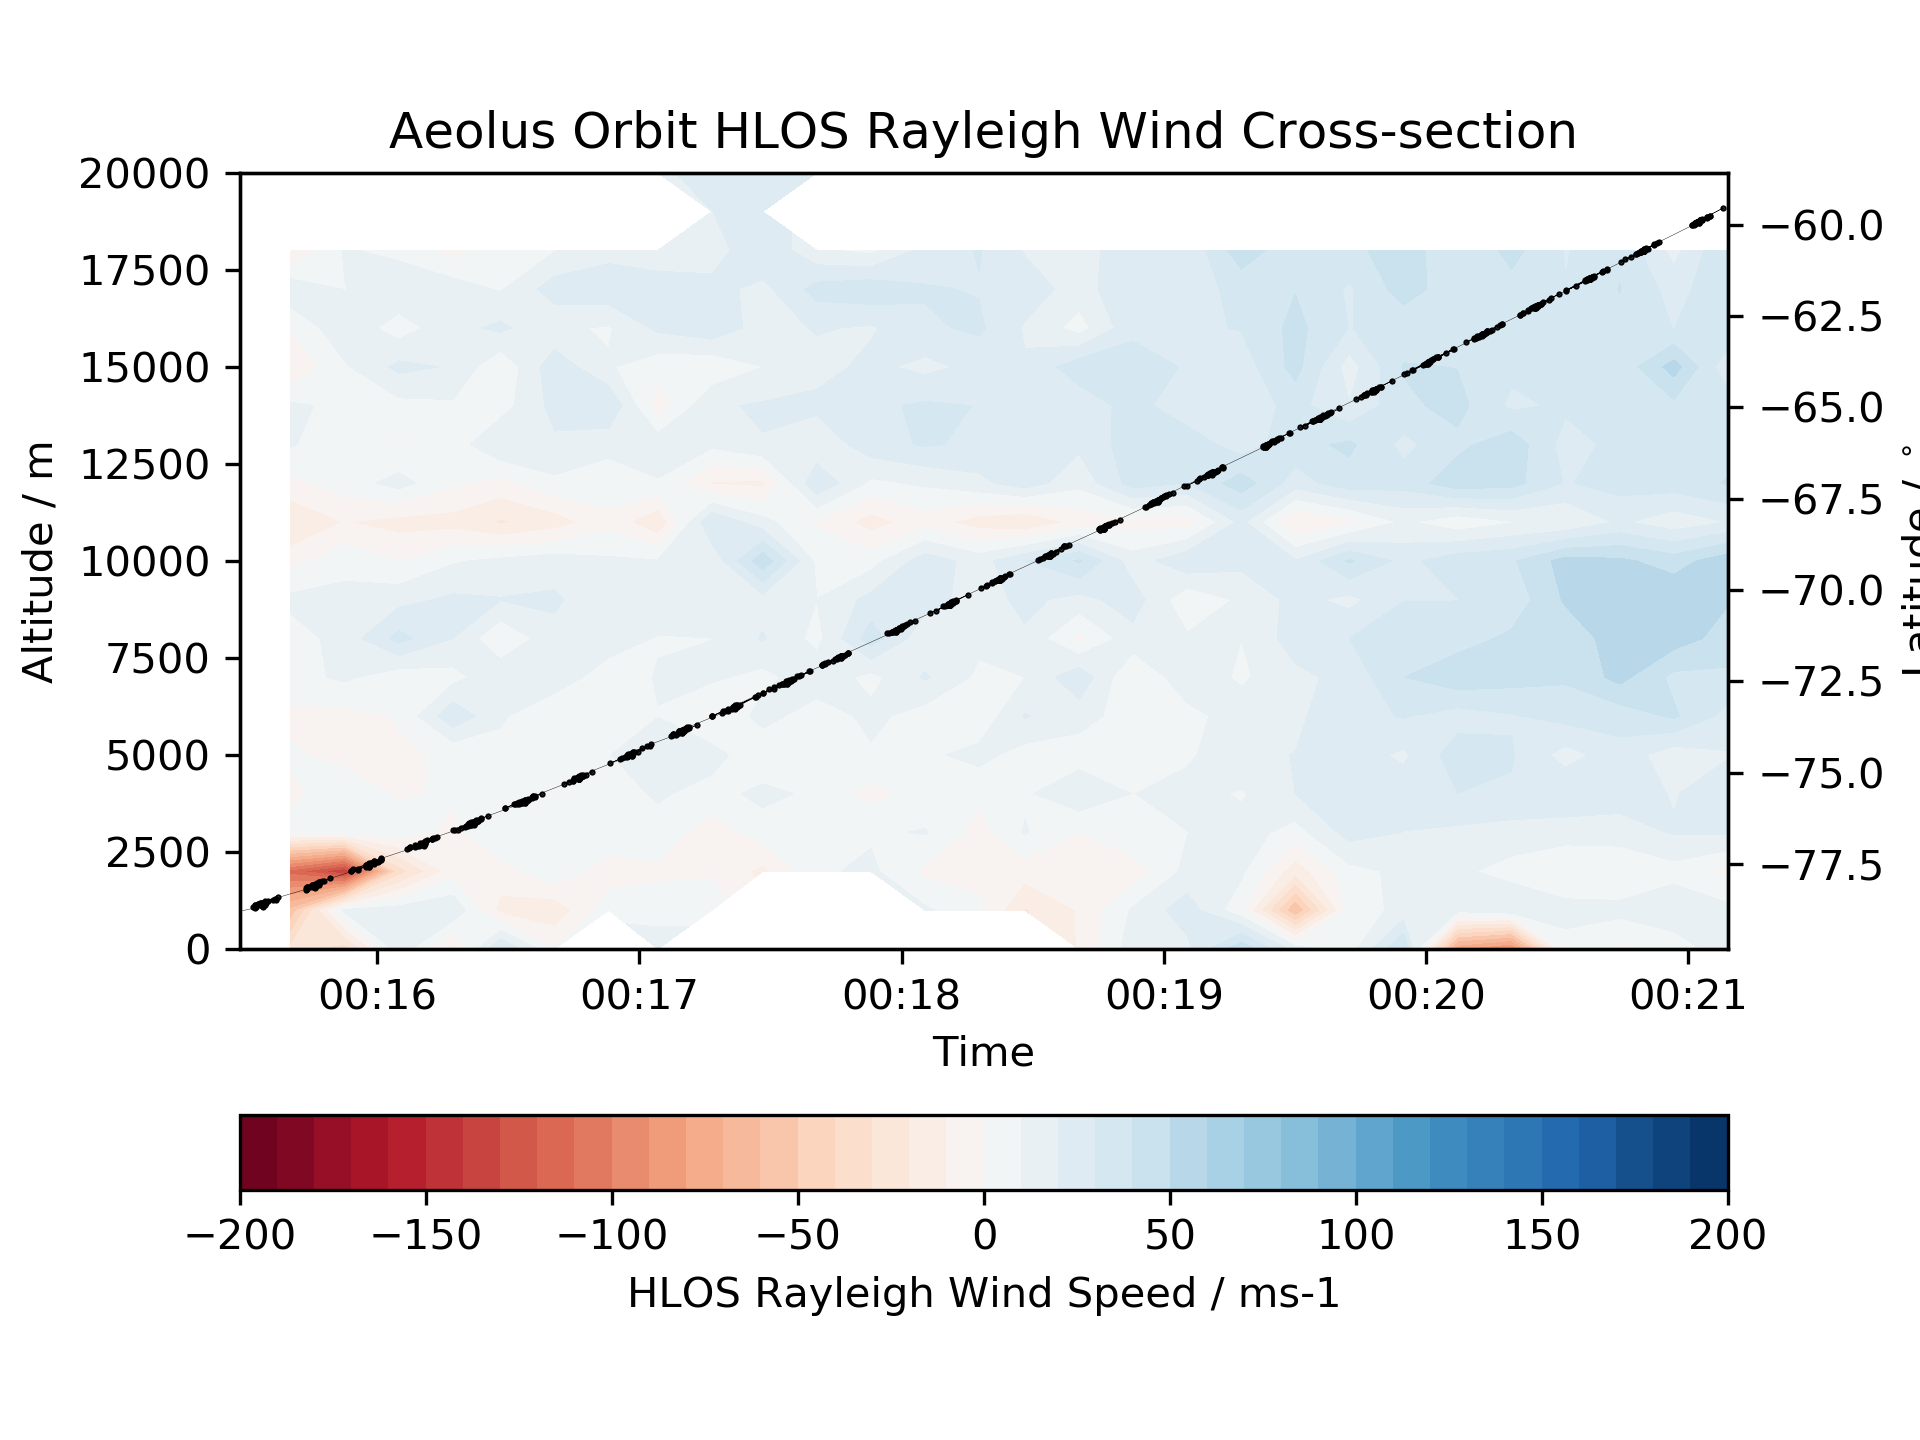 Aeolus Orbit HLOS Rayleigh Wind Cross-section
20000
17500
15000
12500
10000
7500
5000
2500
0
Altitude / m
−60.0
−62.5
−65.0
−67.5
−70.0
−72.5
−75.0
−77.5
Latitude / °
00:16 00:17 00:18 00:19 00:20 00:21
Time
−200 −150 −100 −50 0 50 100 150 200
HLOS Rayleigh Wind Speed / ms-1